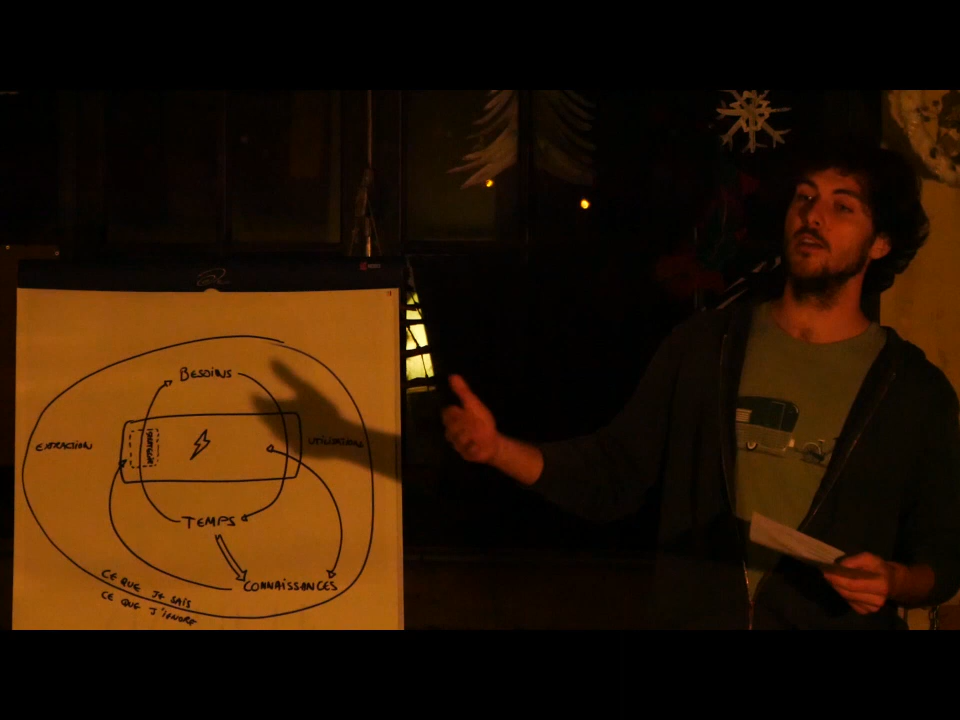 BESOINS
EXTRACTION
UTILISATION
TEMPS
CONNAISSANCES
CE QUE JE SAIS
CE QUE J'IGNORE